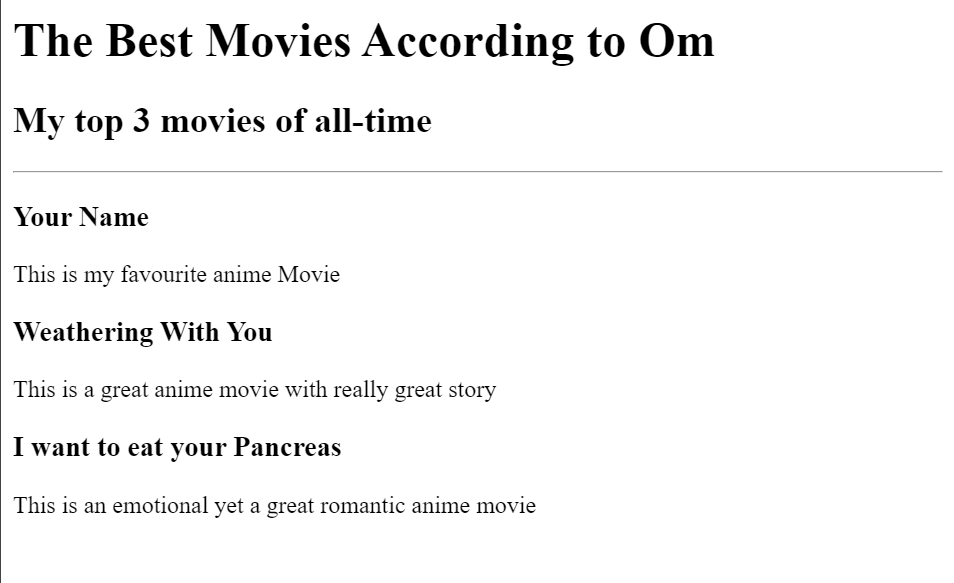 The Best Movies According to Om
My top 3 movies of all-time
Your Name
This is my favourite anime Movie
Weathering With You
This is a great anime movie with really great story
I want to eat your Pancreas
This is an emotional yet a great romantic anime movie